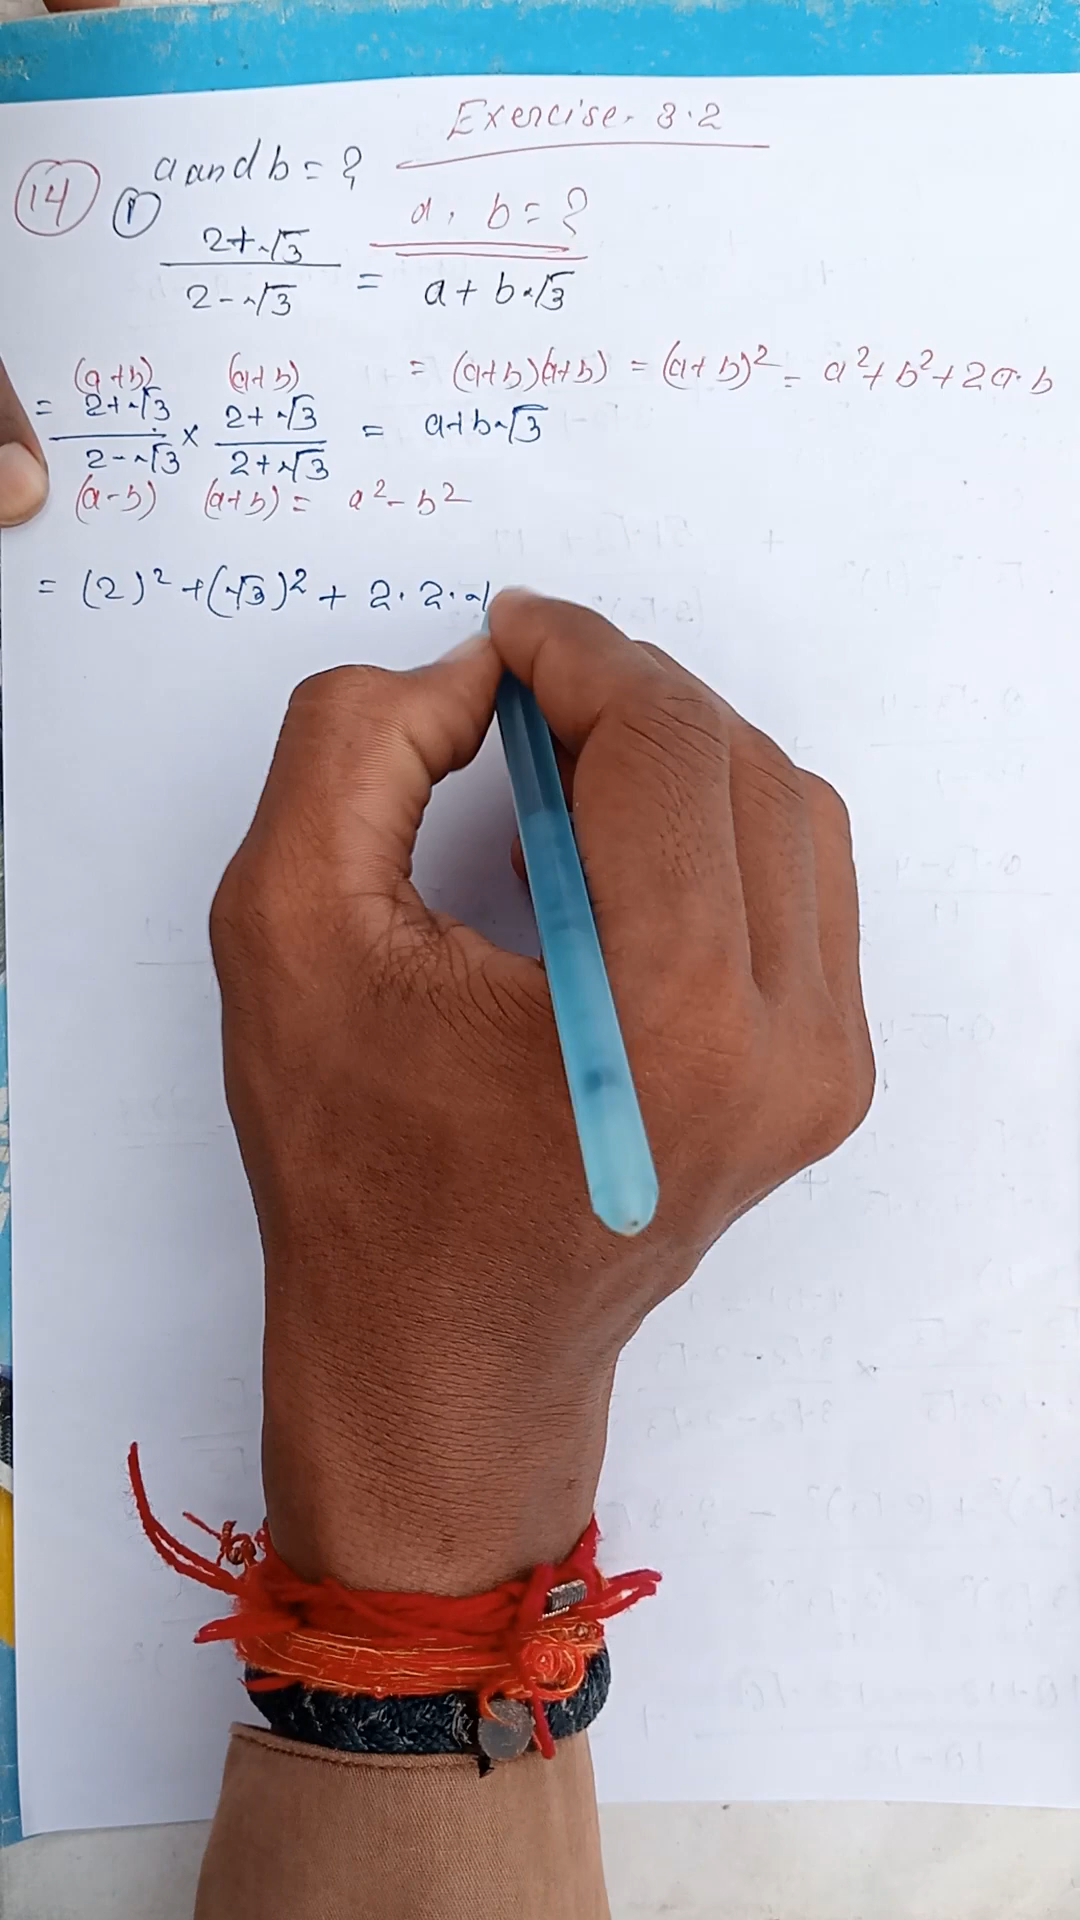 Exercise. 3.2
a and b = ?
14 1 a, b = ?
2+√3 / 2-√3 = a+b√3
(a+b) (a+b) = (a+b)(a+b) = (a+b)² = a²+b²+2a.b
= 2+√3 / 2-√3 × 2+√3 / 2+√3 = a+b√3
(a-b) (a+b) = a²-b²
= (2)²+(√3)²+ 2.2.√